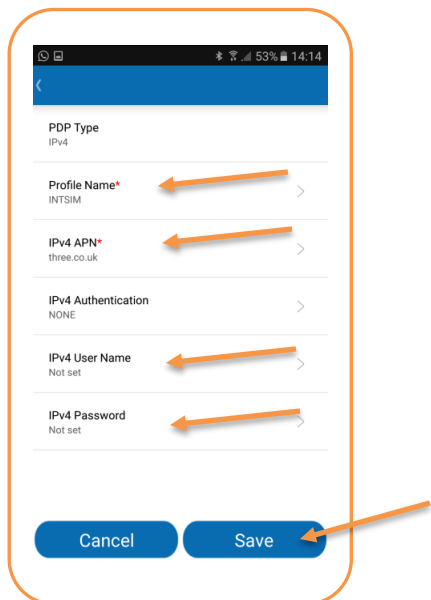 53% 14:14
PDP Type
IPv4
Profile Name*
INTSIM
IPv4 APN*
three.co.uk
IPv4 Authentication
NONE
IPv4 User Name
Not set
IPv4 Password
Not set
Cancel Save